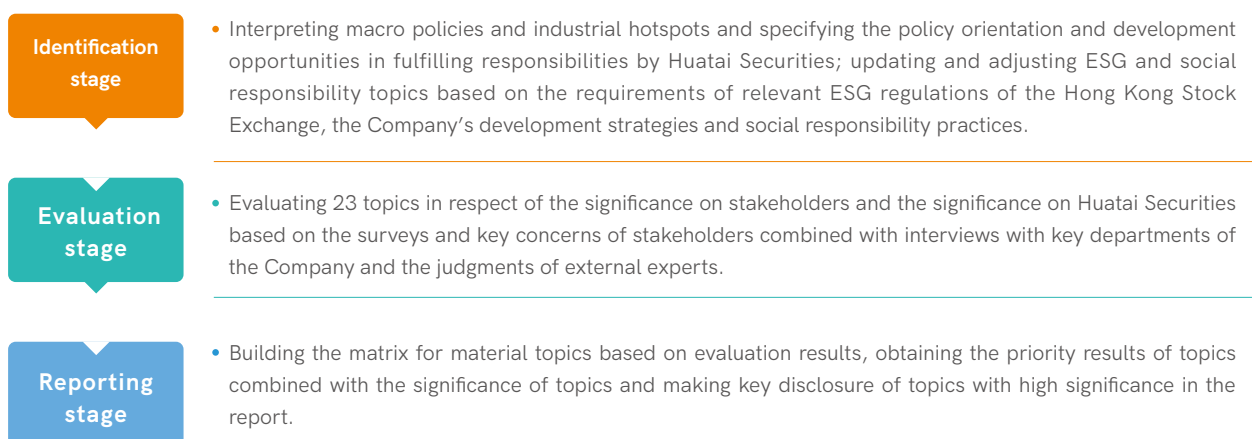 Identification
stage
• Interpreting macro policies and industrial hotspots and specifying the policy orientation and development
opportunities in fulfilling responsibilities by Huatai Securities; updating and adjusting ESG and social
responsibility topics based on the requirements of relevant ESG regulations of the Hong Kong Stock
Exchange, the Company's development strategies and social responsibility practices.
Evaluation
stage
• Evaluating 23 topics in respect of the significance on stakeholders and the significance on Huatai Securities
based on the surveys and key concerns of stakeholders combined with interviews with key departments of
the Company and the judgments of external experts.
Reporting
stage
• Building the matrix for material topics based on evaluation results, obtaining the priority results of topics
combined with the significance of topics and making key disclosure of topics with high significance in the
report.